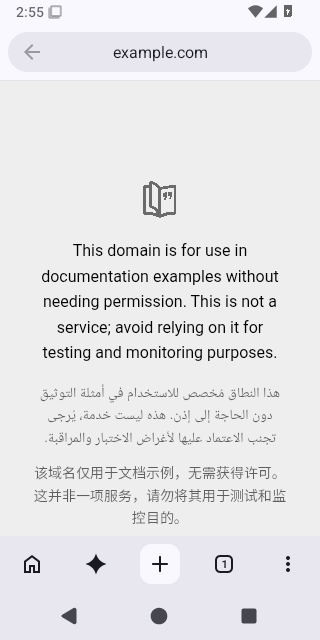 2:55
example.com
This domain is for use in
documentation examples without
needing permission. This is not a
service; avoid relying on it for
testing and monitoring purposes.
هذا النطاق مُخصص للاستخدام في أمثلة التوثيق
دون الحاجة إلى إذن. هذه ليست خدمة، يُرجى
تجنب الاعتماد عليها لأغراض الاختبار والمراقبة.
该域名仅用于文档示例，无需获得许可。
这并非一项服务，请勿将其用于测试和监
控目的。
1